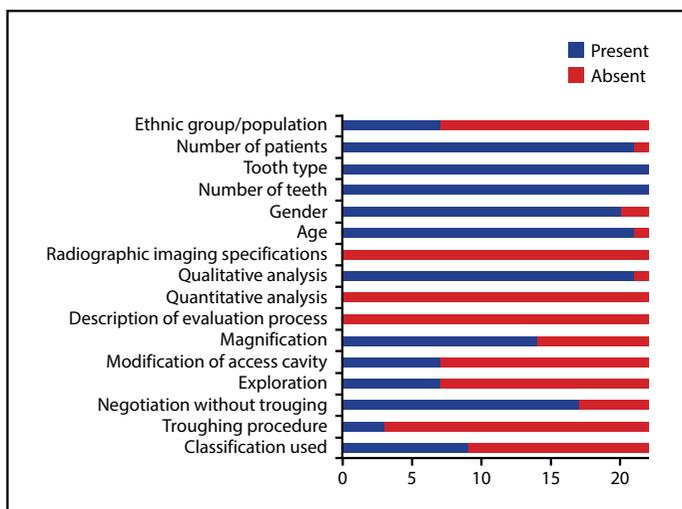 Present
Absent
Ethnic group/population
Number of patients
Tooth type
Number of teeth
Gender
Age
Radiographic imaging specifications
Qualitative analysis
Quantitative analysis
Description of evaluation process
Magnification
Modification of access cavity
Exploration
Negotiation without trouging
Troughing procedure
Classification used
0 5 10 15 20